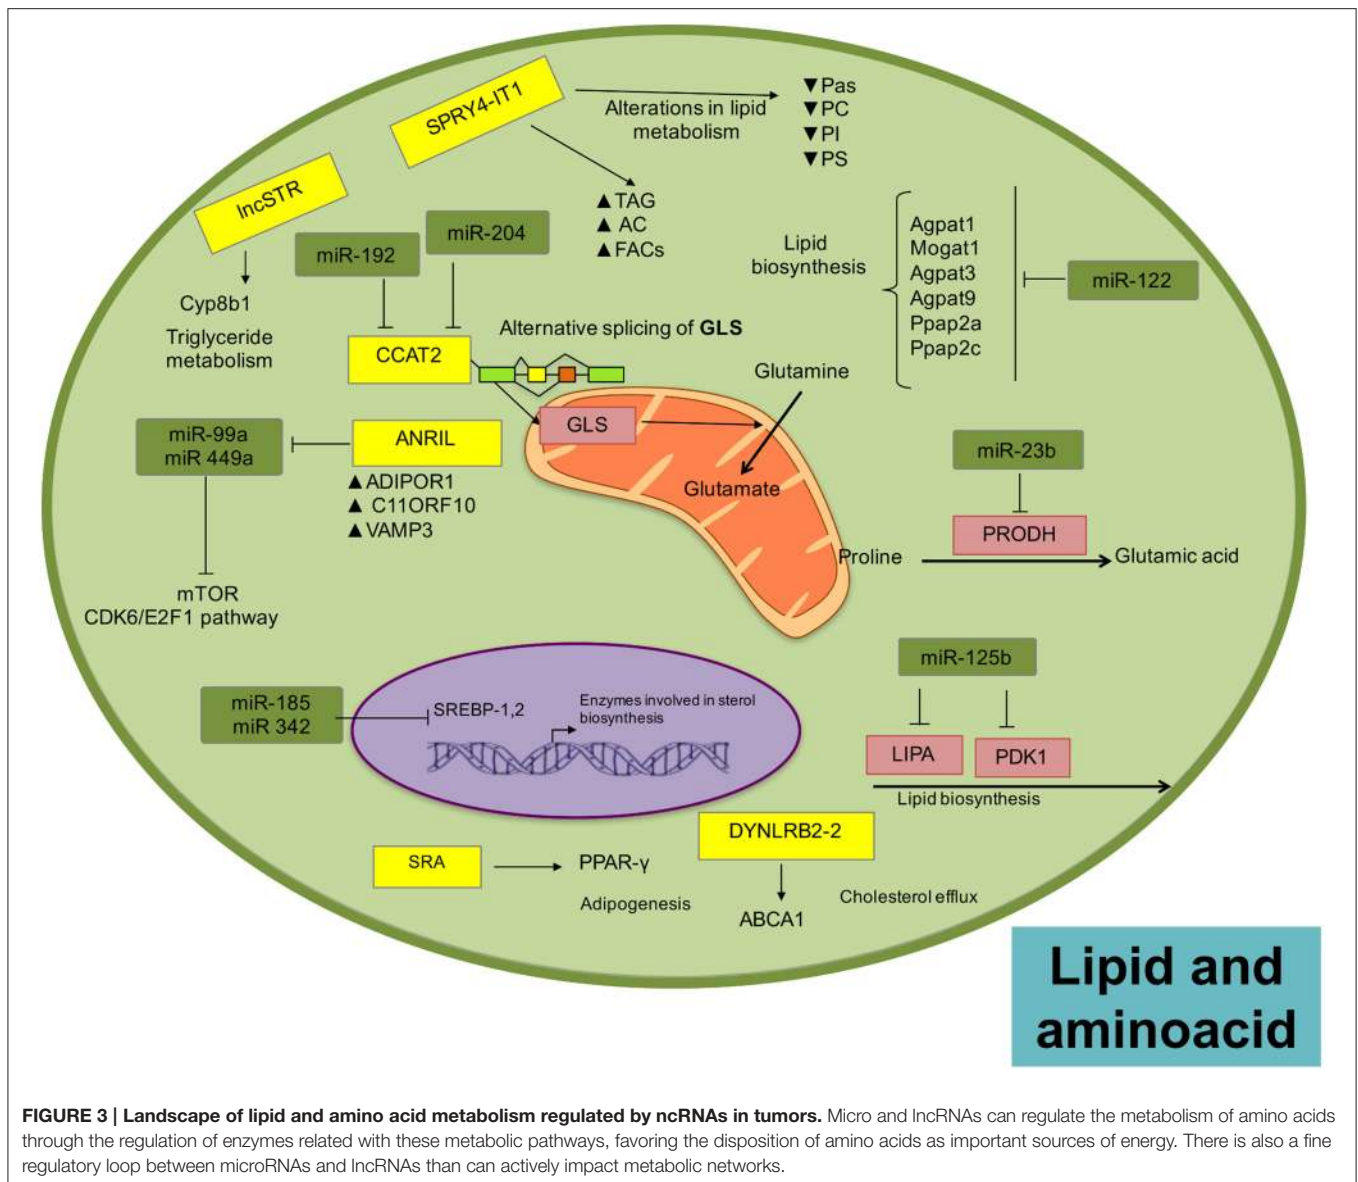 SPRY4-IT1
Alterations in lipid
metabolism
▼Pas
▼PC
▼PI
▼PS
lncSTR
▲TAG
▲ AC
▲FACs
miR-192
miR-204
Cyp8b1
Triglyceride
metabolism
Lipid
biosynthesis
Agpat1
Mogat1
Agpat3
Agpat9
Ppap2a
Ppap2c
miR-122
CCAT2
Alternative splicing of GLS
Glutamine
GLS
Glutamate
miR-99a
miR 449a
ANRIL
▲ADIPOR1
▲ C11ORF10
▲VAMP3
mTOR
CDK6/E2F1 pathway
miR-23b
PRODH
Proline
Glutamic acid
miR-185
miR 342
SREBP-1,2
Enzymes involved in sterol
biosynthesis
miR-125b
LIPA
PDK1
Lipid biosynthesis
SRA
PPAR-γ
Adipogenesis
DYNLRB2-2
ABCA1
Cholesterol efflux
Lipid and
aminoacid
FIGURE 3 | Landscape of lipid and amino acid metabolism regulated by ncRNAs in tumors. Micro and lncRNAs can regulate the metabolism of amino acids
through the regulation of enzymes related with these metabolic pathways, favoring the disposition of amino acids as important sources of energy. There is also a fine
regulatory loop between microRNAs and lncRNAs than can actively impact metabolic networks.